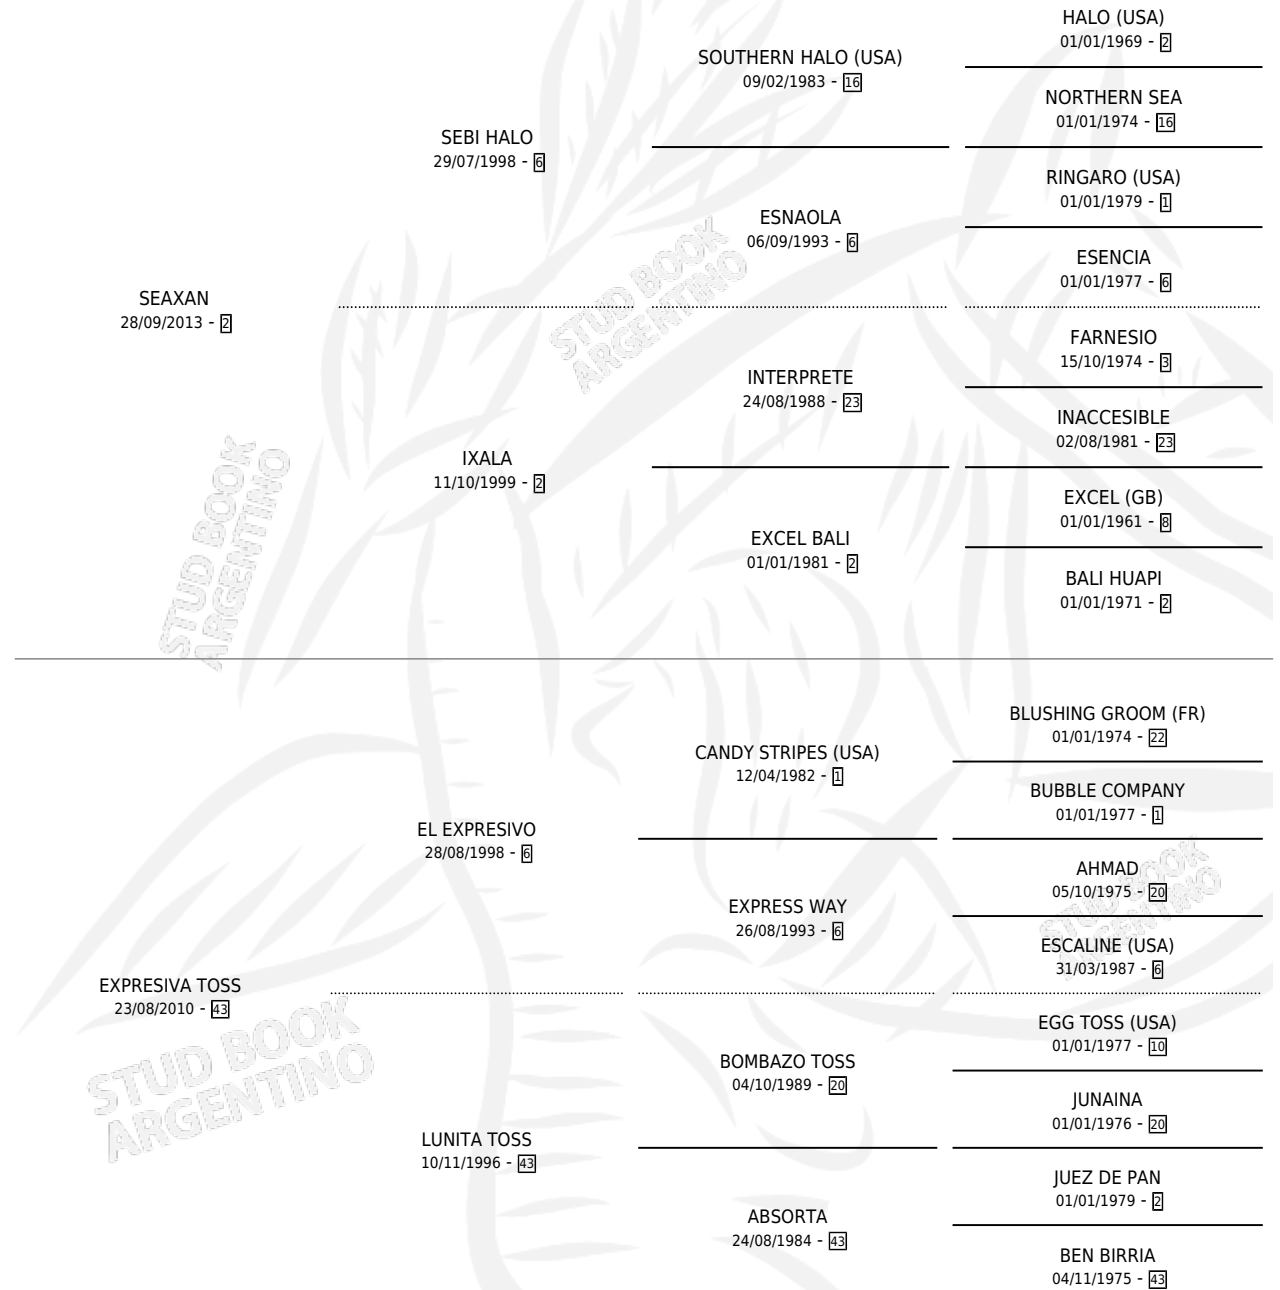 HALO (USA)
01/01/1969 - 2
SOUTHERN HALO (USA)
09/02/1983 - 16
NORTHERN SEA
01/01/1974 - 16
SEBI HALO
29/07/1998 - 6
RINGARO (USA)
01/01/1979 - 1
ESNAOLA
06/09/1993 - 6
ESENCIA
01/01/1977 - 6
SEAXAN
28/09/2013 - 2
FARNESIO
15/10/1974 - 3
INTERPRETE
24/08/1988 - 23
INACCESIBLE
02/08/1981 - 23
IXALA
11/10/1999 - 2
EXCEL (GB)
01/01/1961 - 8
EXCEL BALI
01/01/1981 - 2
BALI HUAPI
01/01/1971 - 2
STUD BOOK
ARGENTINO
STUD BOOK
ARGENTINO
BLUSHING GROOM (FR)
01/01/1974 - 22
CANDY STRIPES (USA)
12/04/1982 - 1
BUBBLE COMPANY
01/01/1977 - 1
EL EXPRESIVO
28/08/1998 - 6
AHMAD
05/10/1975 - 20
EXPRESS WAY
26/08/1993 - 6
ESCALINE (USA)
31/03/1987 - 6
EXPRESIVA TOSS
23/08/2010 - 43
EGG TOSS (USA)
01/01/1977 - 10
BOMBAZO TOSS
04/10/1989 - 20
JUNAINA
01/01/1976 - 20
LUNITA TOSS
10/11/1996 - 43
JUEZ DE PAN
01/01/1979 - 2
ABSORTA
24/08/1984 - 43
BEN BIRRIA
04/11/1975 - 43
STUD BOOK
ARGENTINO
STUD BOOK
ARGENTINO